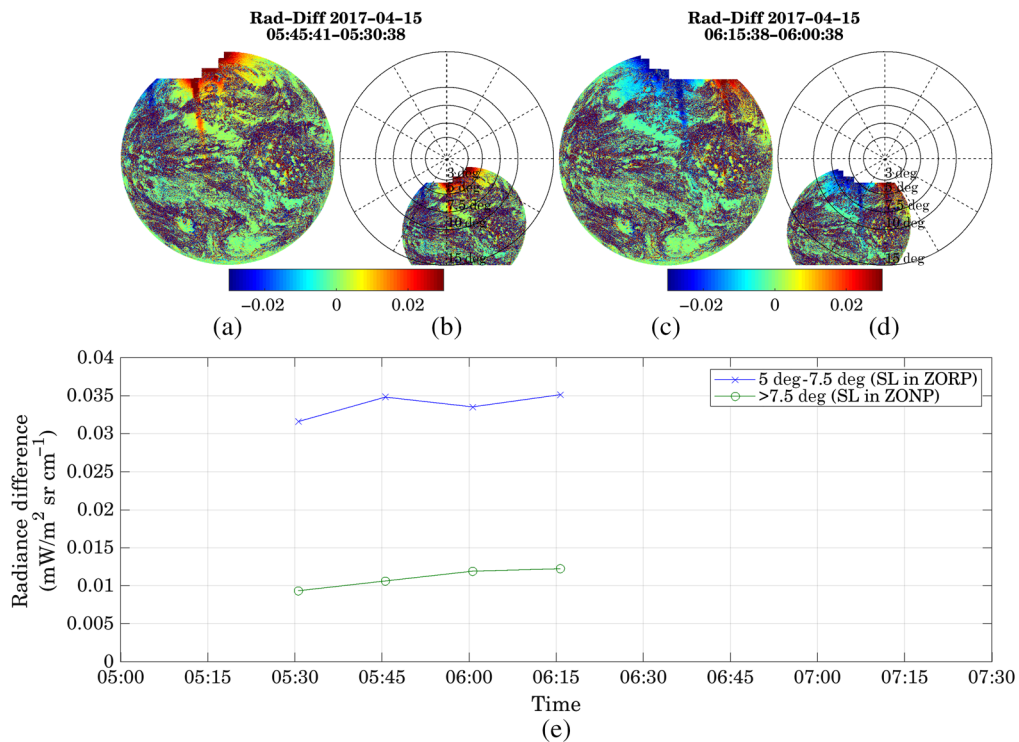 Rad-Diff 2017-04-15
05:45:41-05:30:38
Rad-Diff 2017-04-15
06:15:38-06:00:38
3 deg
5 deg
7.5 deg
10 deg
15 deg
3 deg
5 deg
7.5 deg
10 deg
15 deg
−0.02 0 0.02
−0.02 0 0.02
(a) (b) (c) (d)
0.04
0.035
0.03
0.025
0.02
0.015
0.01
0.005
0
Radiance difference
(mW/m² sr cm⁻¹)
5 deg-7.5 deg (SL in ZORP)
>7.5 deg (SL in ZONP)
05:00 05:15 05:30 05:45 06:00 06:15 06:30 06:45 07:00 07:15 07:30
Time
(e)